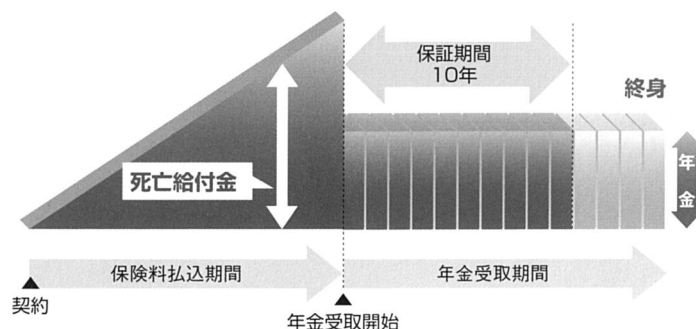 保証期間
10年
終身
死亡給付金
年
金
保険料払込期間
年金受取期間
契約
年金受取開始